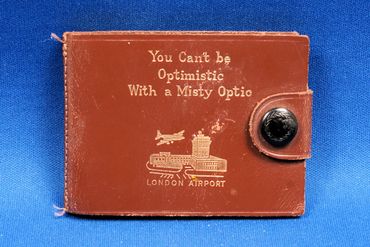 You Can't be
Optimistic
With a Misty Optic
LONDON AIRPORT